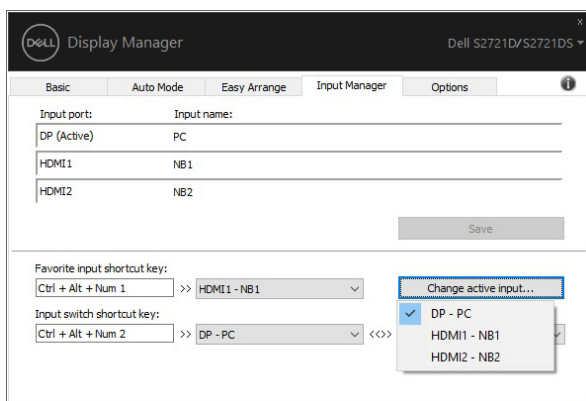 x
DELL Display Manager Dell S2721D/S2721DS
Basic Auto Mode Easy Arrange Input Manager Options i
Input port: Input name:
DP (Active) PC
HDMI1 NB1
HDMI2 NB2
Save
Favorite input shortcut key:
Ctrl + Alt + Num 1 >> HDMI1 - NB1 Change active input...
Input switch shortcut key:
Ctrl + Alt + Num 2 >> DP - PC <<>>
DP - PC
HDMI1 - NB1
HDMI2 - NB2